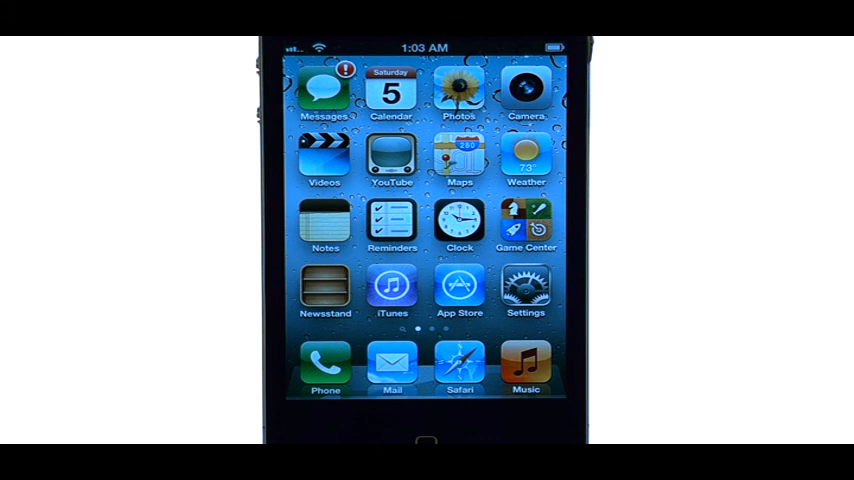 1:03 AM
!
Saturday
5
Messages Calendar Photos Camera
280
73°
Videos YouTube Maps Weather
Notes Reminders Clock Game Center
Newsstand iTunes App Store Settings
Phone Mail Safari Music